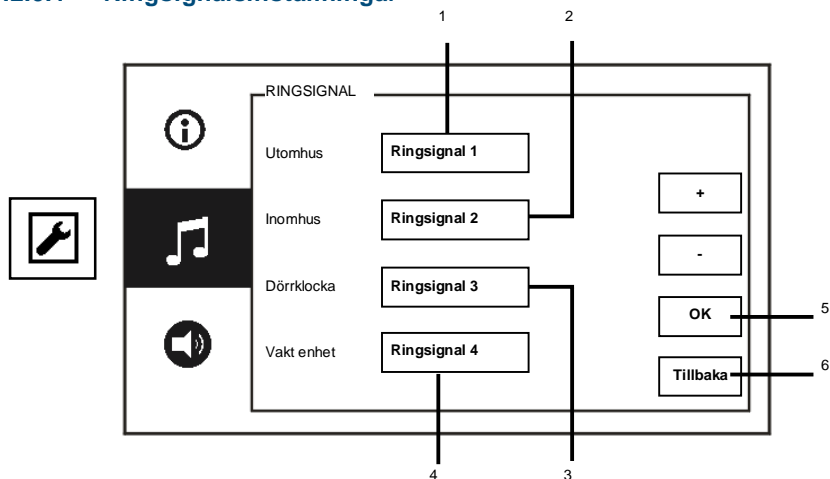 1 2
RINGSIGNAL
Utomhus Ringsignal 1
+
Inomhus Ringsignal 2
-
Dörrklocka Ringsignal 3
OK 5
Vakt enhet Ringsignal 4
Tillbaka 6
4 3